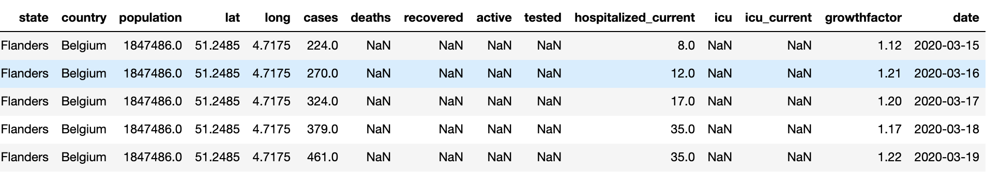 state country population lat long cases deaths recovered active tested hospitalized_current icu icu_current growthfactor date
Flanders Belgium 1847486.0 51.2485 4.7175 224.0 NaN NaN NaN NaN 8.0 NaN NaN 1.12 2020-03-15
Flanders Belgium 1847486.0 51.2485 4.7175 270.0 NaN NaN NaN NaN 12.0 NaN NaN 1.21 2020-03-16
Flanders Belgium 1847486.0 51.2485 4.7175 324.0 NaN NaN NaN NaN 17.0 NaN NaN 1.20 2020-03-17
Flanders Belgium 1847486.0 51.2485 4.7175 379.0 NaN NaN NaN NaN 35.0 NaN NaN 1.17 2020-03-18
Flanders Belgium 1847486.0 51.2485 4.7175 461.0 NaN NaN NaN NaN 35.0 NaN NaN 1.22 2020-03-19